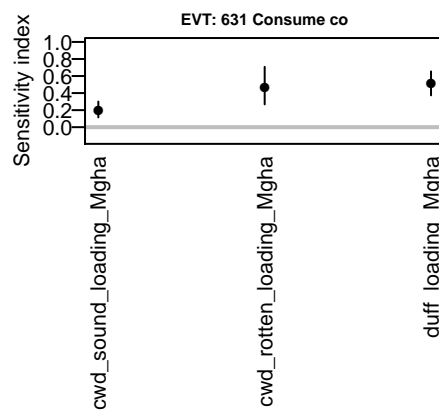 EVT: 631 Consume co
Sensitivity index
1.0
0.8
0.6
0.4
0.2
0.0
cwd_sound_loading_Mgha
cwd_rotten_loading_Mgha
duff_loading_Mgha